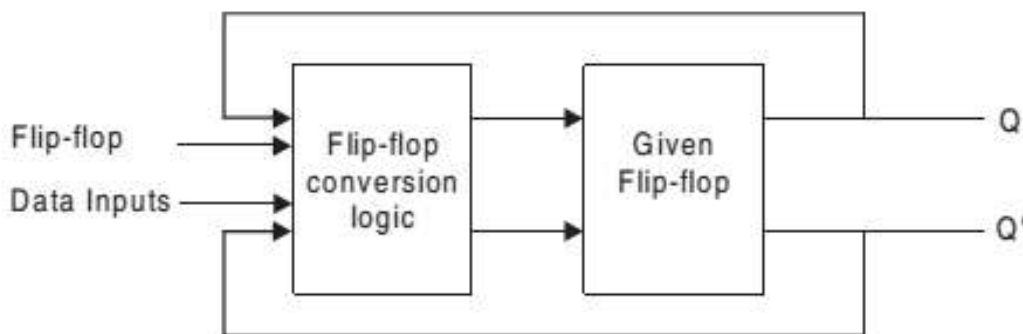 Flip-flop
Data Inputs
Flip-flop
conversion
logic
Given
Flip-flop
Q
Q'